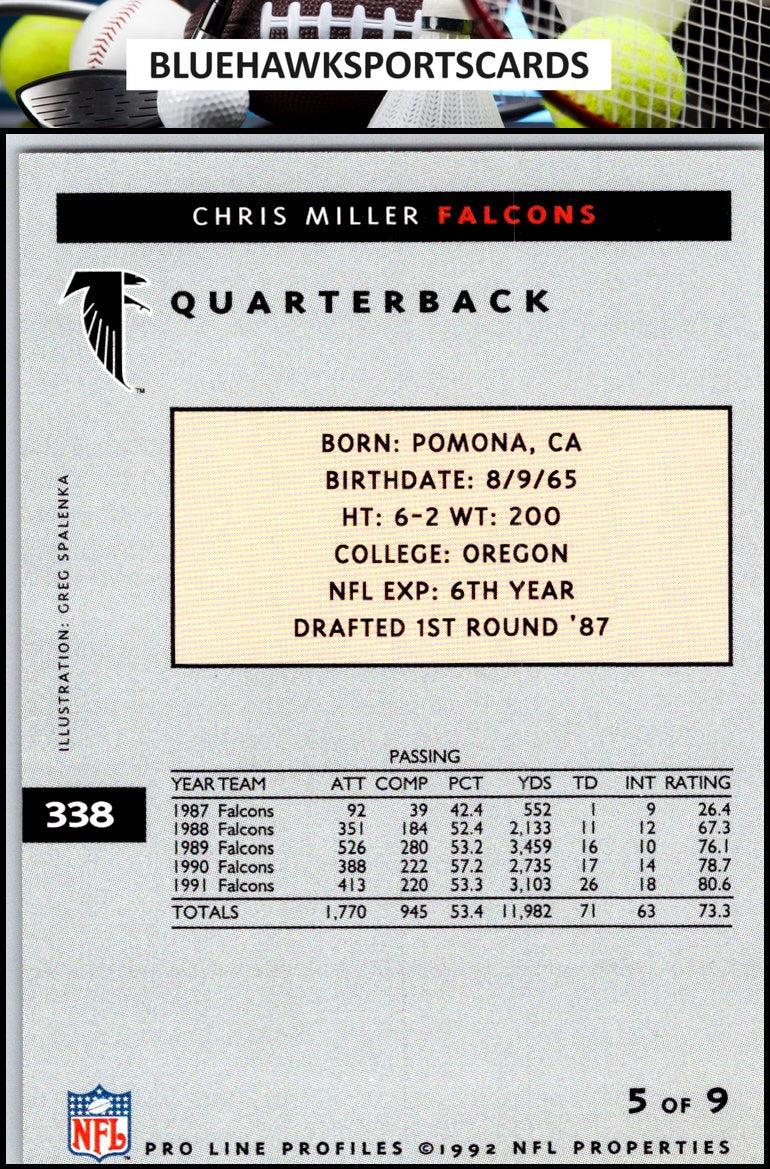 BLUEHAWKSPORTSCARDS
CHRIS MILLER FALCONS
QUARTERBACK
TM
BORN: POMONA, CA
BIRTHDATE: 8/9/65
HT: 6-2 WT: 200
COLLEGE: OREGON
NFL EXP: 6TH YEAR
DRAFTED 1ST ROUND '87
ILLUSTRATION: GREG SPALENKA
338
PASSING
YEAR TEAM ATT COMP PCT YDS TD INT RATING
1987 Falcons 92 39 42.4 552 1 9 26.4
1988 Falcons 351 184 52.4 2,133 11 12 67.3
1989 Falcons 526 280 53.2 3,459 16 10 76.1
1990 Falcons 388 222 57.2 2,735 17 14 78.7
1991 Falcons 413 220 53.3 3,103 26 18 80.6
TOTALS 1,770 945 53.4 11,982 71 63 73.3
5 OF 9
NFL
PRO LINE PROFILES ©1992 NFL PROPERTIES